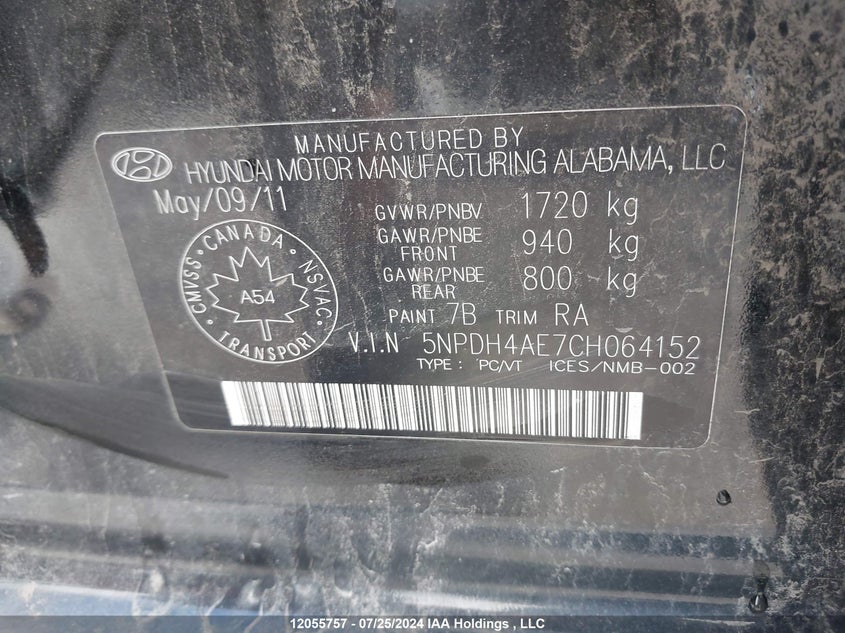 MANUFACTURED BY
HYUNDAI MOTOR MANUFACTURING ALABAMA, LLC
May/09/11
GVWR/PNBV 1720 kg
GAWR/PNBE FRONT 940 kg
GAWR/PNBE REAR 800 kg
PAINT 7B TRIM RA
V.I.N 5NPDH4AE7CH064152
TYPE : PC/VT ICES/NMB-002
CANADA
CMVSS · NSVAC
A54
TRANSPORT
12055757 - 07/25/2024 IAA Holdings , LLC